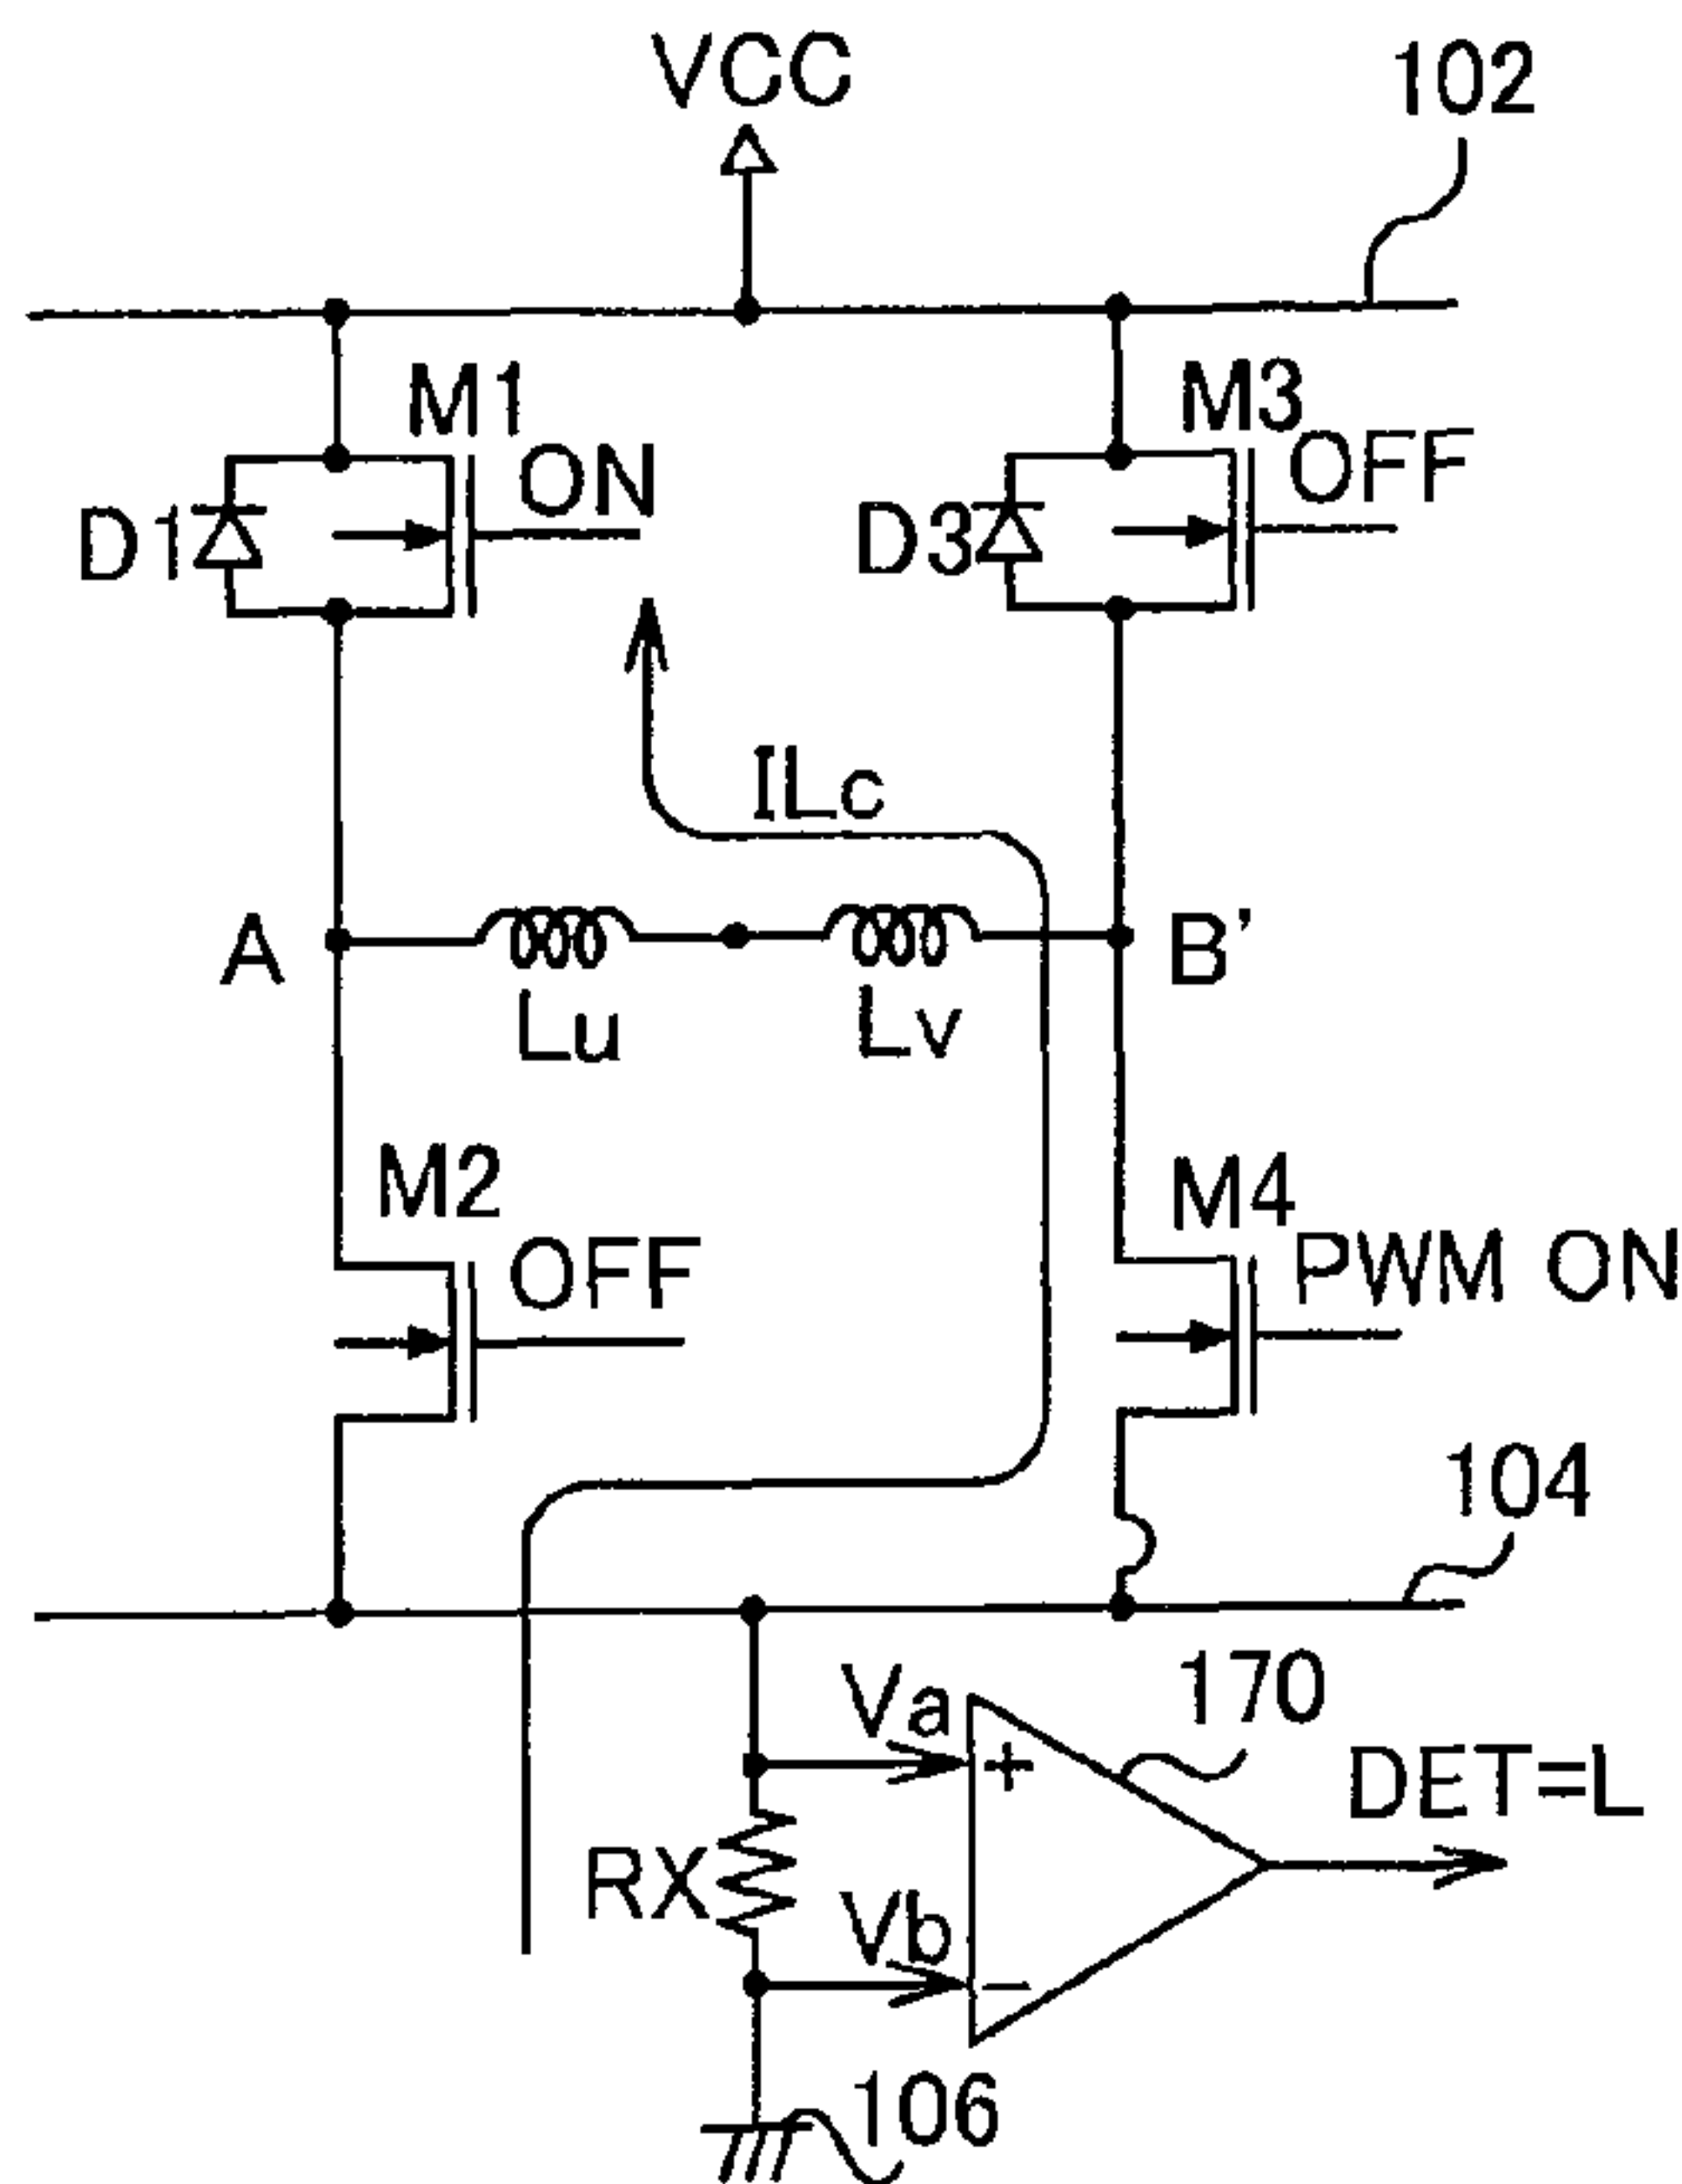 VCC
102
M1
ON
D1
M3
OFF
D3
ILc
A
Lu
Lv
B'
M2
OFF
M4
PWM ON
104
Va
170
+
DET=L
RX
Vb
−
106